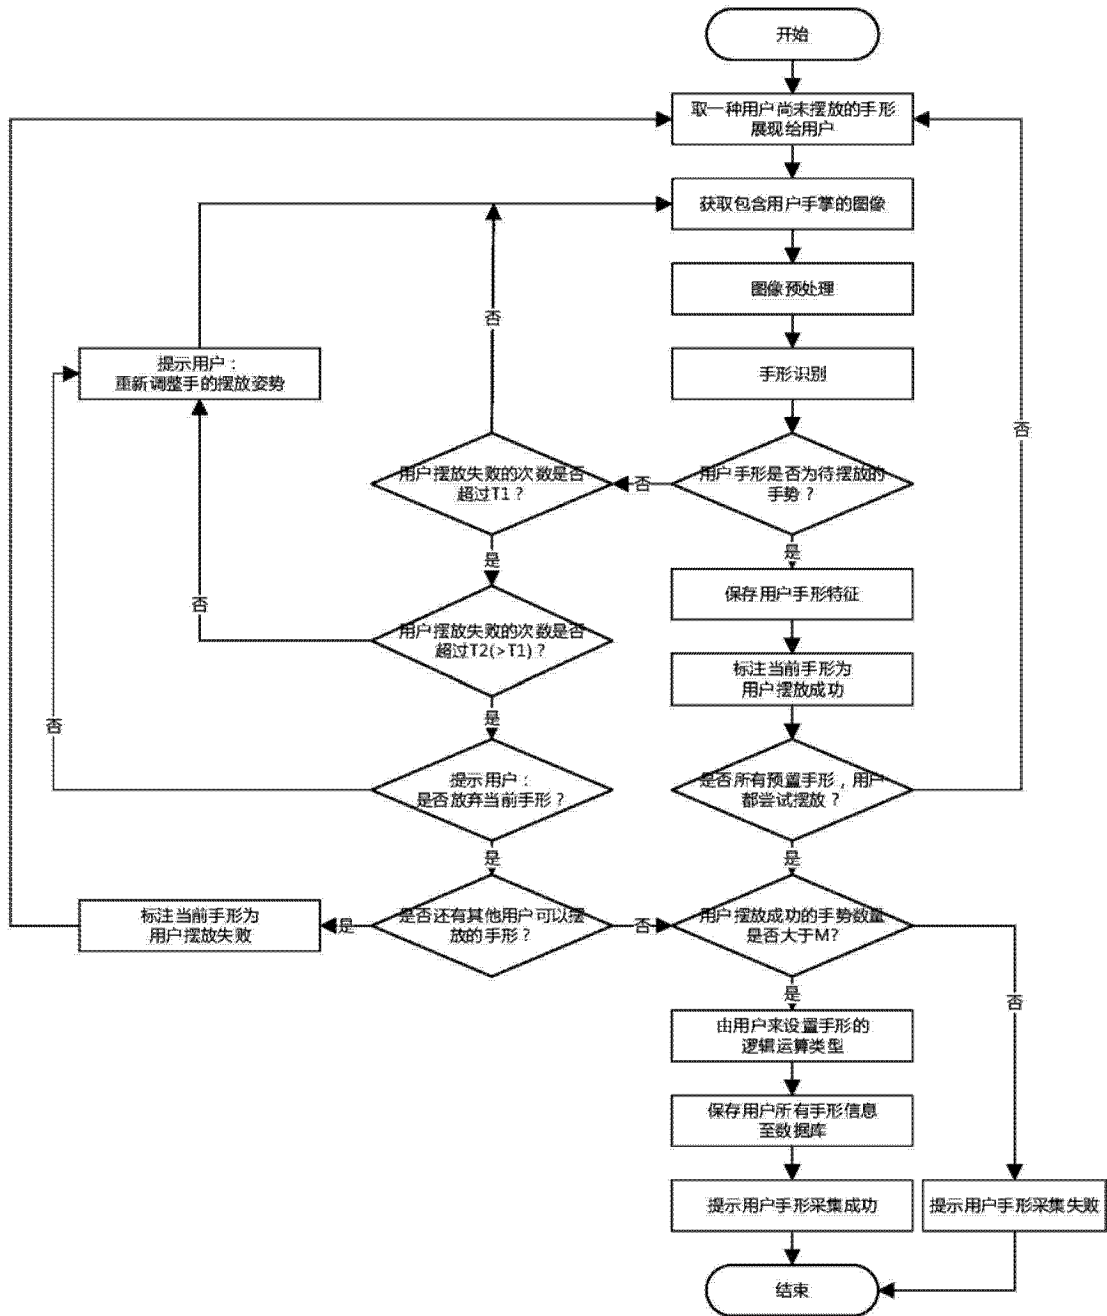 开始
取一种用户尚未摆放的手形
展现给用户
获取包含用户手掌的图像
图像预处理
否
提示用户：
重新调整手的摆放姿势
手形识别
否
用户摆放失败的次数是否
超过T1？
否
用户手形是否为待摆放的
手势？
是
是
保存用户手形特征
否
用户摆放失败的次数是否
超过T2(>T1)？
标注当前手形为
用户摆放成功
是
否
提示用户：
是否放弃当前手形？
是否所有预置手形，用户
都尝试摆放？
是
是
标注当前手形为
用户摆放失败
是
是否还有其他用户可以摆
放的手形？
否
用户摆放成功的手势数量
是否大于M?
是
否
由用户来设置手形的
逻辑运算类型
保存用户所有手形信息
至数据库
提示用户手形采集成功
提示用户手形采集失败
结束